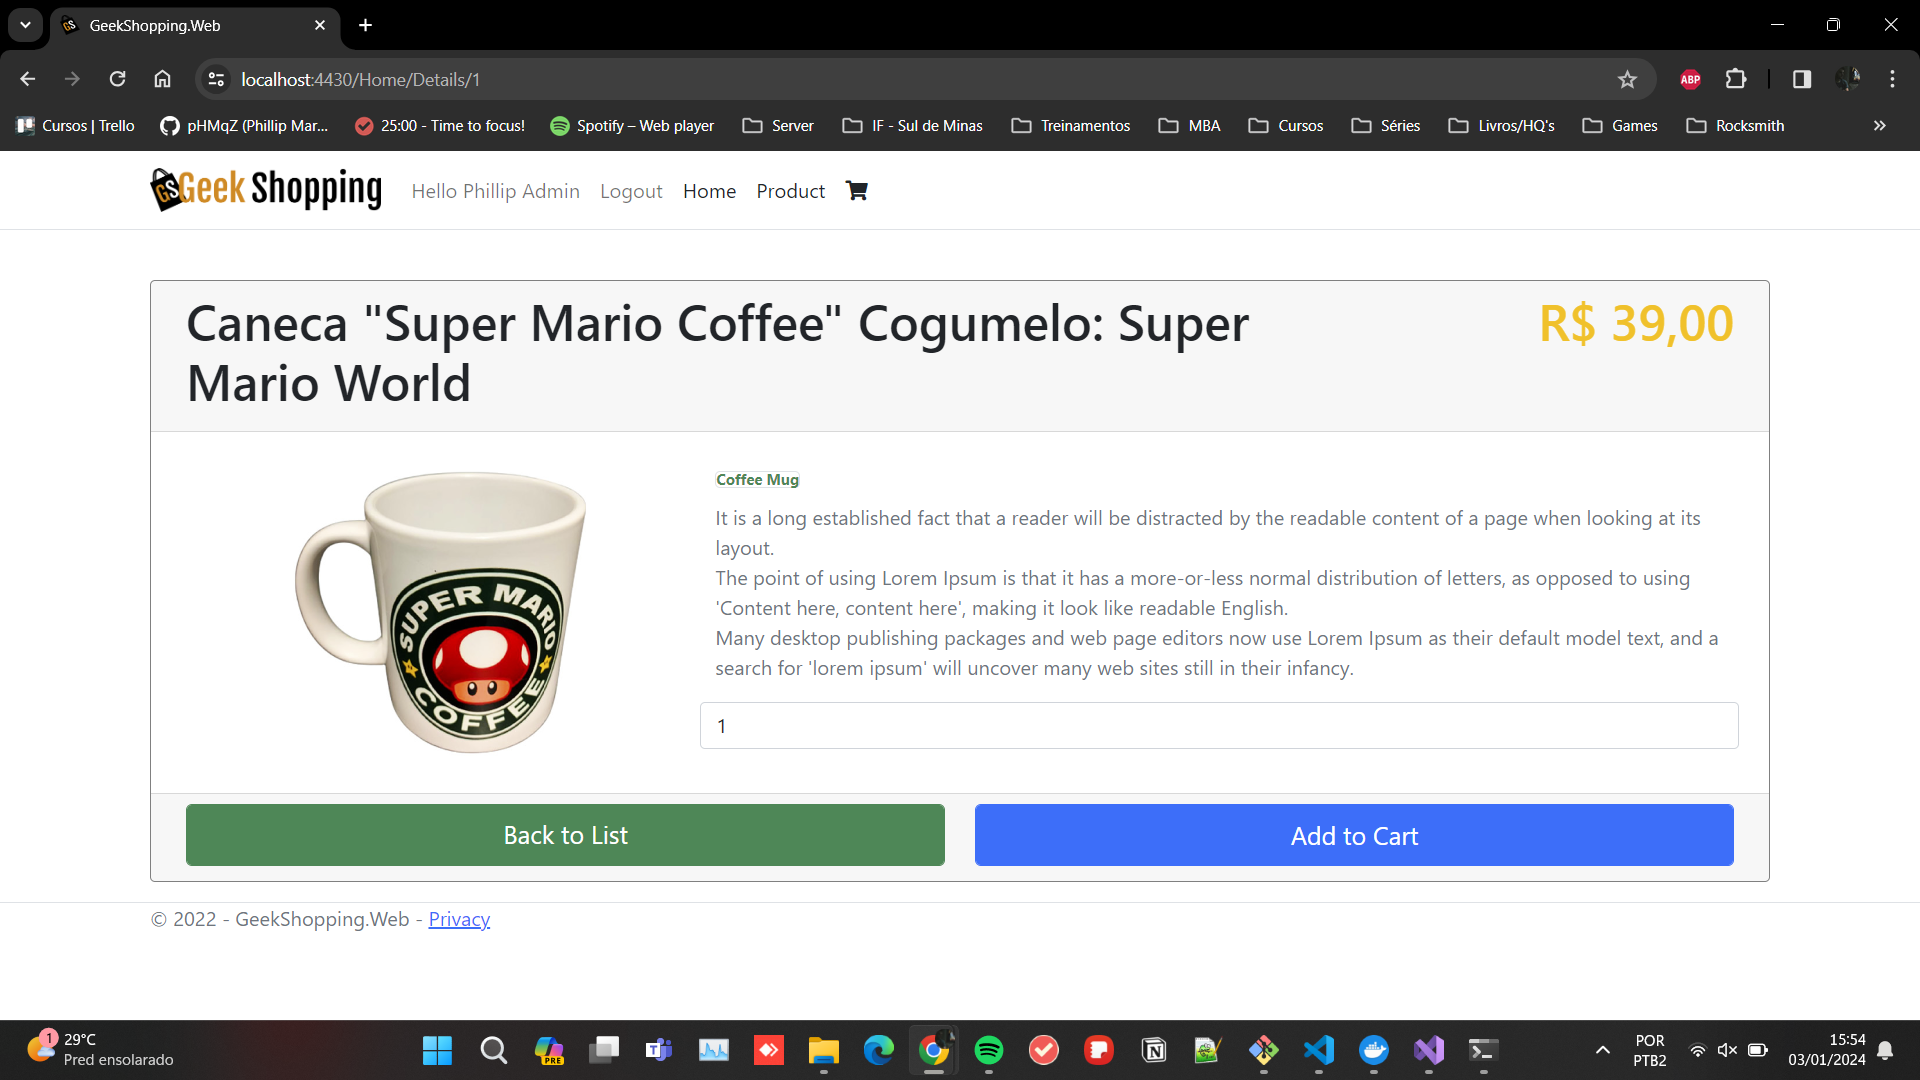 GeekShopping.Web
localhost:4430/Home/Details/1
ABP
Cursos | Trello
pHMqZ (Phillip Mar...
25:00 - Time to focus!
Spotify – Web player
Server
IF - Sul de Minas
Treinamentos
MBA
Cursos
Séries
Livros/HQ's
Games
Rocksmith
»
GS Geek Shopping
Hello Phillip Admin
Logout
Home
Product
Caneca "Super Mario Coffee" Cogumelo: Super
Mario World
R$ 39,00
SUPER MARIO
COFFEE
Coffee Mug
It is a long established fact that a reader will be distracted by the readable content of a page when looking at its
layout.
The point of using Lorem Ipsum is that it has a more-or-less normal distribution of letters, as opposed to using
'Content here, content here', making it look like readable English.
Many desktop publishing packages and web page editors now use Lorem Ipsum as their default model text, and a
search for 'lorem ipsum' will uncover many web sites still in their infancy.
1
Back to List
Add to Cart
© 2022 - GeekShopping.Web - Privacy
1
29°C
Pred ensolarado
PRE
POR
PTB2
15:54
03/01/2024